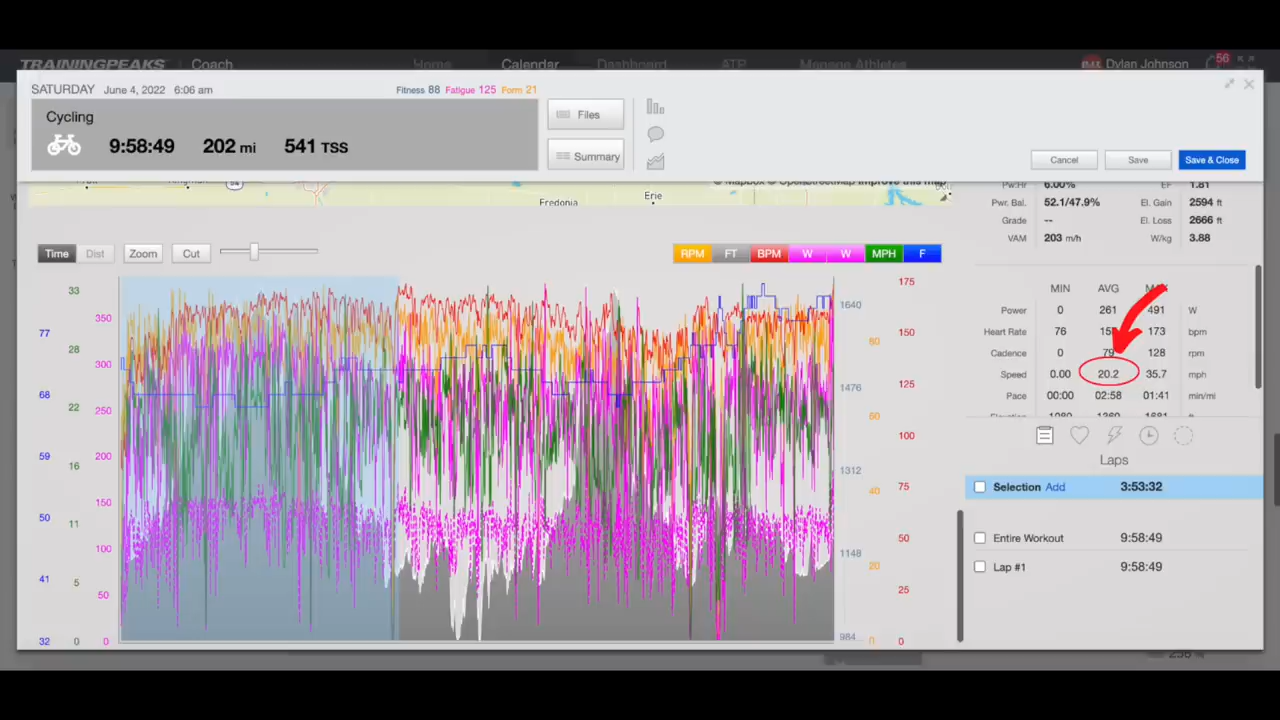 TRAININGPEAKS Coach Home Calendar Dashboard ATP Manage Athletes Dylan Johnson 56
SATURDAY June 4, 2022 6:06 am Fitness 88 Fatigue 125 Form 21
Cycling
9:58:49 202 mi 541 TSS
Files
Summary
Cancel Save Save & Close
Erie
Fredonia
Pw:Hr 6.00% EF 1.81
Pwr. Bal. 52.1/47.9% El. Gain 2594 ft
Grade -- El. Loss 2666 ft
VAM 203 m/h W/kg 3.88
Time Dist Zoom Cut
RPM FT BPM W W MPH F
MIN AVG
Power 0 261 491 W
Heart Rate 76 173 bpm
Cadence 0 79 128 rpm
Speed 0.00 20.2 35.7 mph
Pace 00:00 02:58 01:41 min/mi
Laps
Selection Add 3:53:32
Entire Workout 9:58:49
Lap #1 9:58:49
77 68 59 50 41 32
33 28 22 16 11 5 0
350 300 250 200 150 100 50 0
1640 1476 1312 1148 984
60 60 40 20 0
175 150 125 100 75 50 25 0